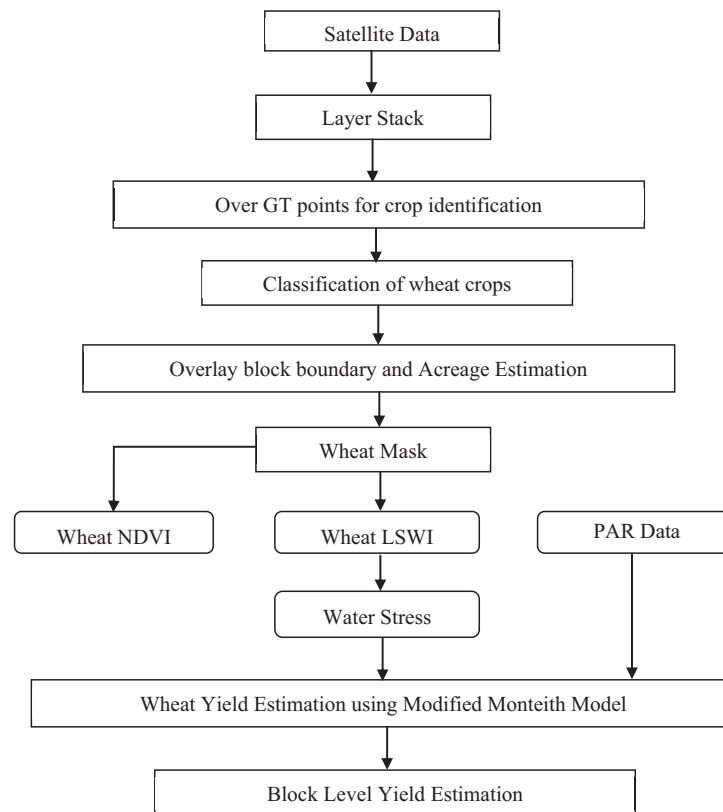 Satellite Data
Layer Stack
Over GT points for crop identification
Classification of wheat crops
Overlay block boundary and Acreage Estimation
Wheat Mask
Wheat NDVI
Wheat LSWI
PAR Data
Water Stress
Wheat Yield Estimation using Modified Monteith Model
Block Level Yield Estimation